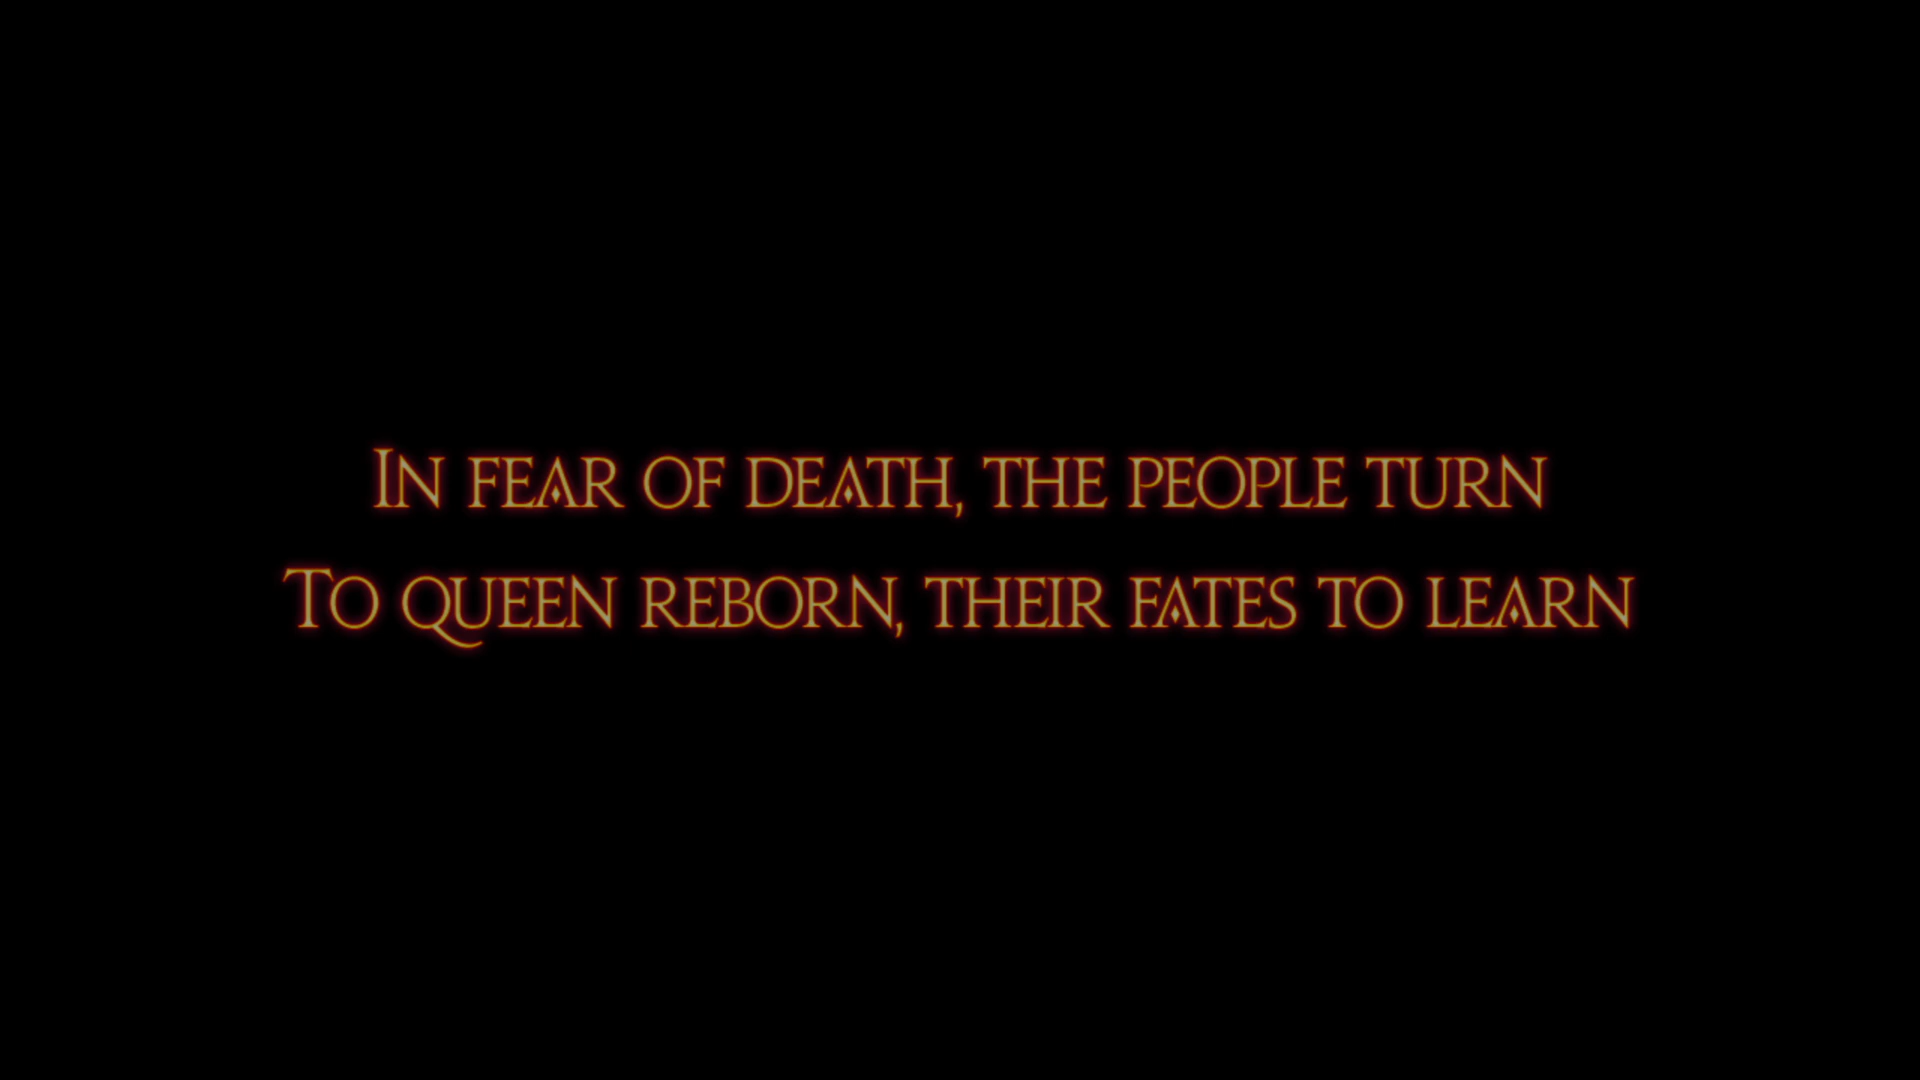 In fear of death, the people turn
To queen reborn, their fates to learn